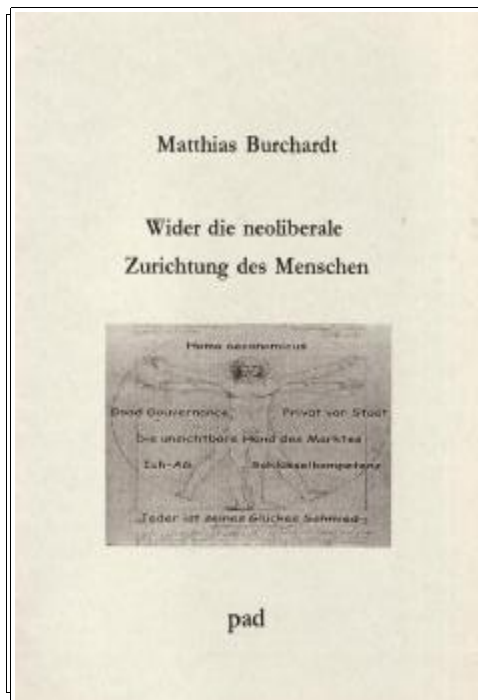 Matthias Burchardt
Wider die neoliberale
Zurichtung des Menschen
Homo oeconomicus
Good Gouvernance Privat vor Staat
Die unsichtbare Hand des Marktes
Ich-AG Schlüsselkompetenz
Jeder ist seines Glückes Schmied
pad